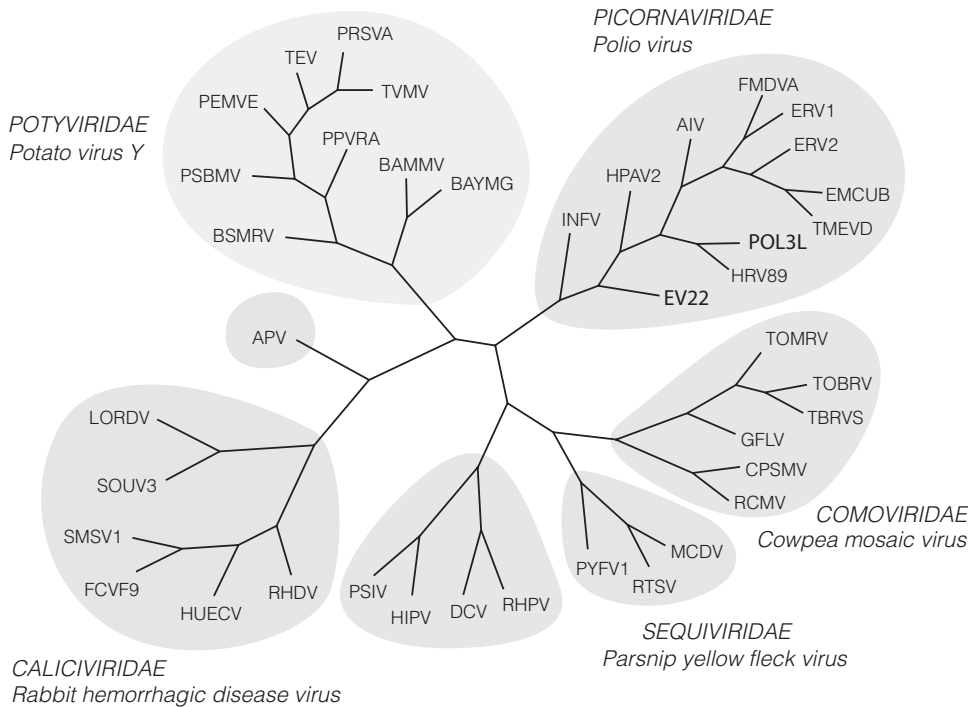 PICORNAVIRIDAE
Polio virus
POTYVIRIDAE
Potato virus Y
PRSVA
TEV
TVMV
PEMVE
PPVRA
BAMMV
PSBMV
BAYMG
BSMRV
FMDVA
ERV1
AIV
ERV2
HPAV2
EMCUB
INFV
TMEVD
POL3L
HRV89
EV22
APV
TOMRV
TOBRV
TBRVS
GFLV
CPSMV
RCMV
COMOVIRIDAE
Cowpea mosaic virus
LORDV
SOUV3
SMSV1
FCVF9
HUECV
RHDV
PSIV
HIPV
DCV
RHPV
PYFV1
MCDV
RTSV
SEQUIVIRIDAE
Parsnip yellow fleck virus
CALICIVIRIDAE
Rabbit hemorrhagic disease virus